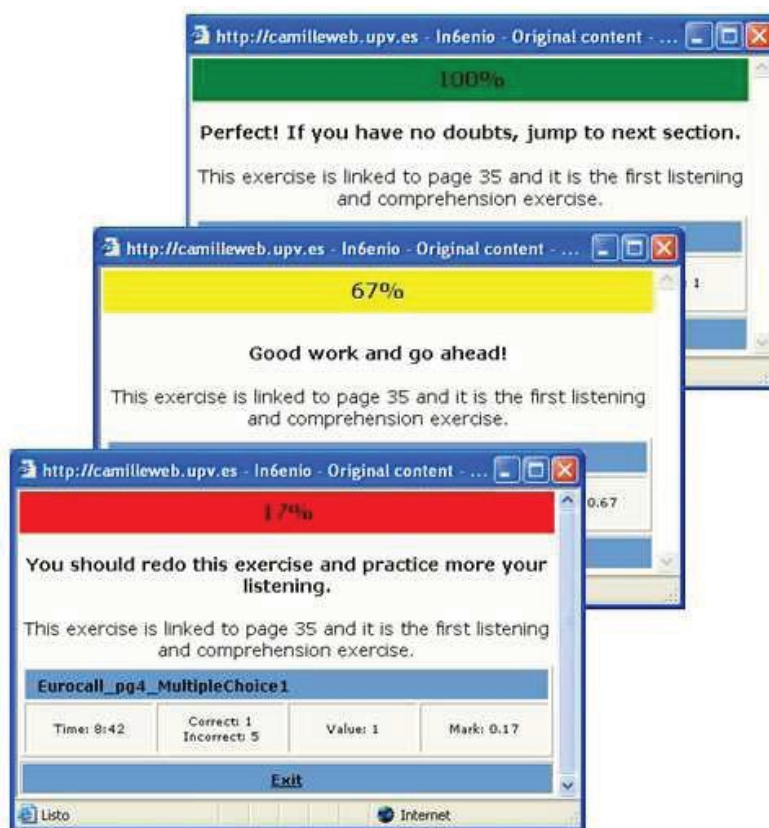 http://camilleweb.upv.es - In6enio - Original content - ...
100%
Perfect! If you have no doubts, jump to next section.
This exercise is linked to page 35 and it is the first listening
and comprehension exercise.
1
http://camilleweb.upv.es - In6enio - Original content - ...
67%
Good work and go ahead!
This exercise is linked to page 35 and it is the first listening
and comprehension exercise.
0.67
http://camilleweb.upv.es - In6enio - Original content - ...
17%
You should redo this exercise and practice more your
listening.
This exercise is linked to page 35 and it is the first listening
and comprehension exercise.
Eurocall_pg4_MultipleChoice1
Time: 8:42
Correct: 1
Incorrect: 5
Value: 1
Mark: 0.17
Exit
Listo
Internet